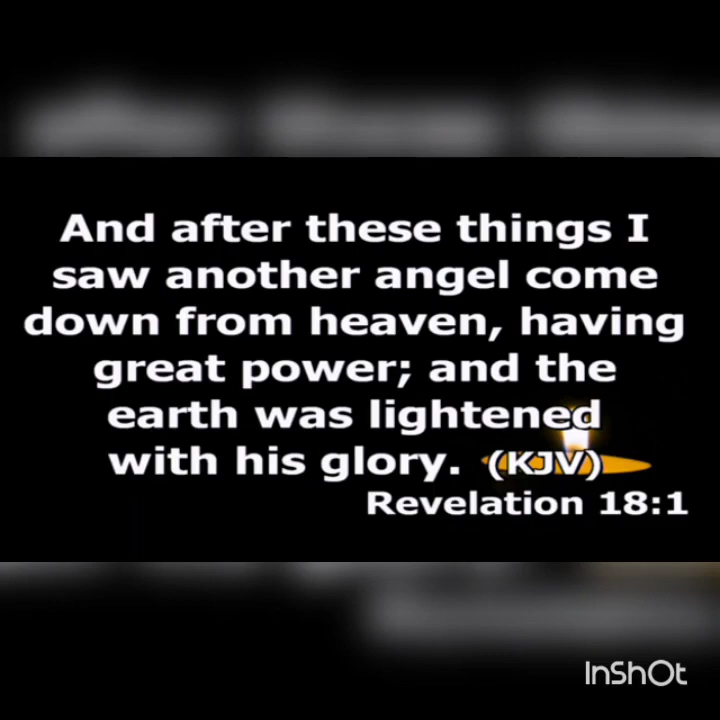 And after these things I
saw another angel come
down from heaven, having
great power; and the
earth was lightened
with his glory. (KJV)
Revelation 18:1
InShOt